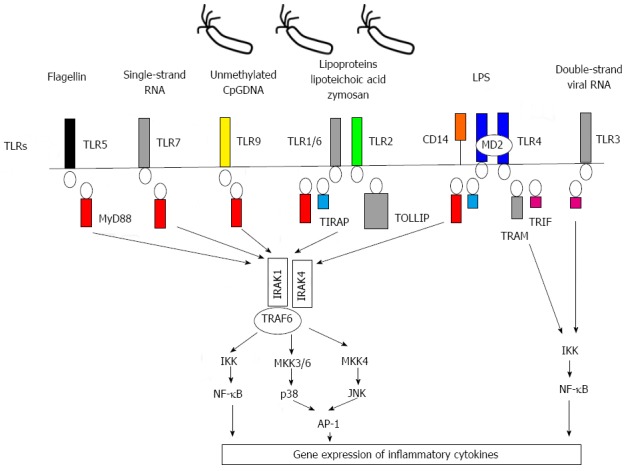 Flagellin
Single-strand
RNA
Unmethylated
CpGDNA
Lipoproteins
lipoteichoic acid
zymosan
LPS
Double-strand
viral RNA
TLRs
TLR5
TLR7
TLR9
TLR1/6
TLR2
CD14
MD2
TLR4
TLR3
MyD88
TIRAP
TOLLIP
TRAM
TRIF
IRAK1
IRAK4
TRAF6
IKK
MKK3/6
MKK4
IKK
NF-κB
p38
JNK
NF-κB
AP-1
Gene expression of inflammatory cytokines